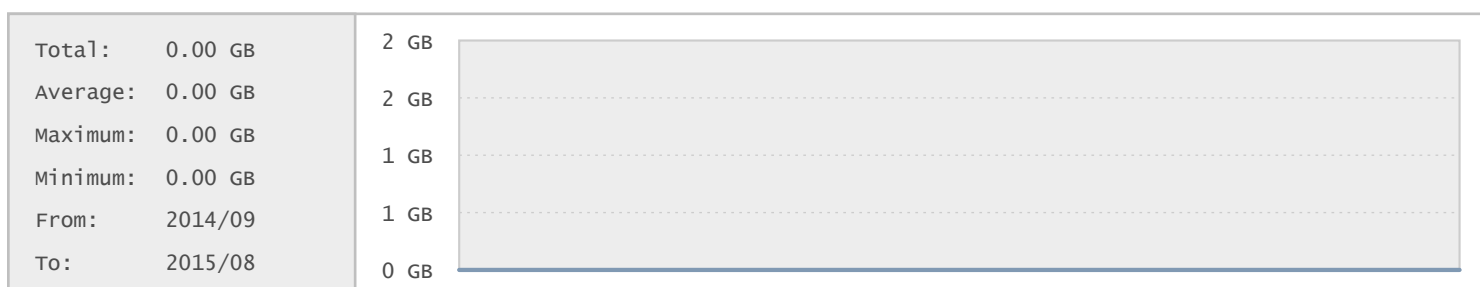 Total: 0.00 GB
Average: 0.00 GB
Maximum: 0.00 GB
Minimum: 0.00 GB
From: 2014/09
To: 2015/08
2 GB
2 GB
1 GB
1 GB
0 GB